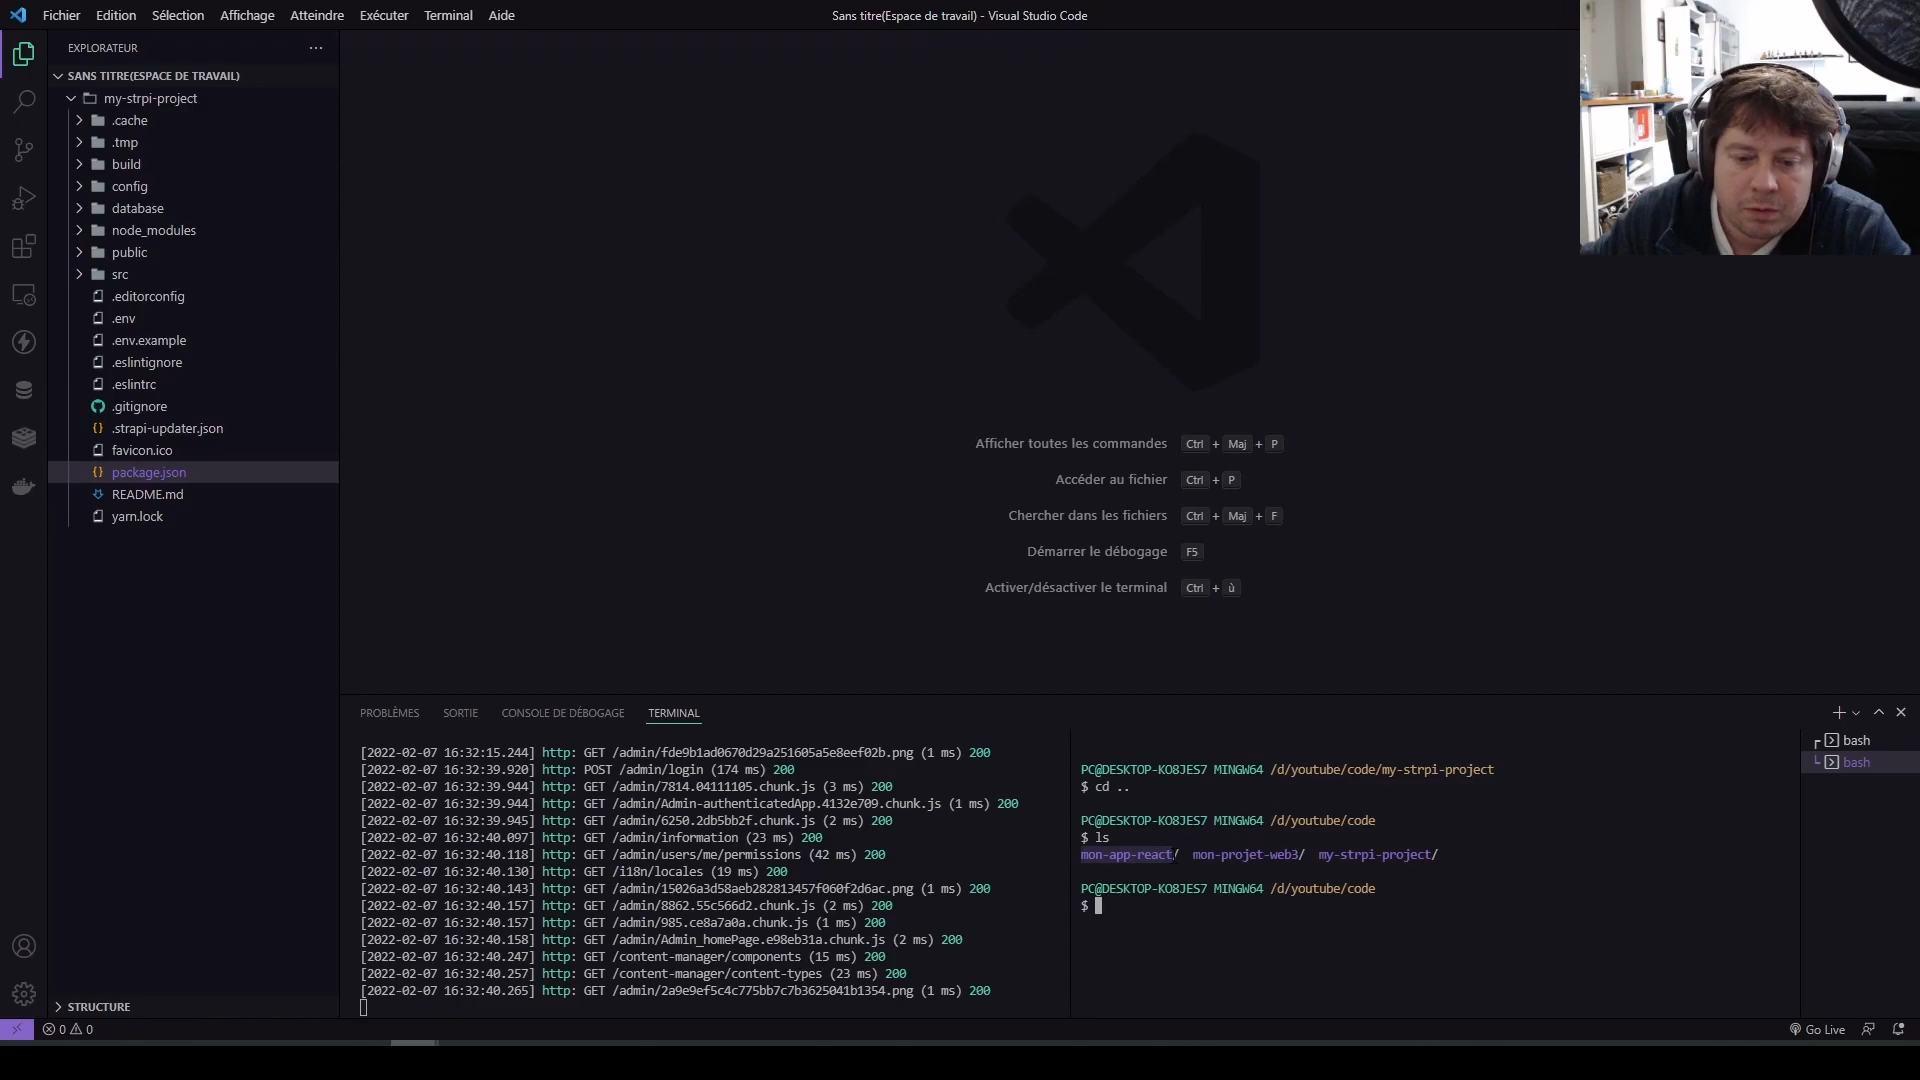 Fichier Edition Sélection Affichage Atteindre Exécuter Terminal Aide
Sans titre(Espace de travail) - Visual Studio Code
EXPLORATEUR
SANS TITRE(ESPACE DE TRAVAIL)
my-strpi-project
.cache
.tmp
build
config
database
node_modules
public
src
.editorconfig
.env
.env.example
.eslintignore
.eslintrc
.gitignore
.strapi-updater.json
favicon.ico
package.json
README.md
yarn.lock
STRUCTURE
Afficher toutes les commandes Ctrl + Maj + P
Accéder au fichier Ctrl + P
Chercher dans les fichiers Ctrl + Maj + F
Démarrer le débogage F5
Activer/désactiver le terminal Ctrl + ù
PROBLÈMES SORTIE CONSOLE DE DÉBOGAGE TERMINAL
[2022-02-07 16:32:15.244] http: GET /admin/fde9b1ad0670d29a251605a5e8eef02b.png (1 ms) 200
[2022-02-07 16:32:39.920] http: POST /admin/login (174 ms) 200
[2022-02-07 16:32:39.944] http: GET /admin/7814.04111105.chunk.js (3 ms) 200
[2022-02-07 16:32:39.944] http: GET /admin/Admin-authenticatedApp.4132e709.chunk.js (1 ms) 200
[2022-02-07 16:32:39.945] http: GET /admin/6250.2db5bb2f.chunk.js (2 ms) 200
[2022-02-07 16:32:40.097] http: GET /admin/information (23 ms) 200
[2022-02-07 16:32:40.118] http: GET /admin/users/me/permissions (42 ms) 200
[2022-02-07 16:32:40.130] http: GET /i18n/locales (19 ms) 200
[2022-02-07 16:32:40.143] http: GET /admin/15026a3d58aeb282813457f060f2d6ac.png (1 ms) 200
[2022-02-07 16:32:40.157] http: GET /admin/8862.55c566d2.chunk.js (2 ms) 200
[2022-02-07 16:32:40.157] http: GET /admin/985.ce8a7a0a.chunk.js (1 ms) 200
[2022-02-07 16:32:40.158] http: GET /admin/Admin_homePage.e98eb31a.chunk.js (2 ms) 200
[2022-02-07 16:32:40.247] http: GET /content-manager/components (15 ms) 200
[2022-02-07 16:32:40.257] http: GET /content-manager/content-types (23 ms) 200
[2022-02-07 16:32:40.265] http: GET /admin/2a9e9ef5c4c775bb7c7b3625041b1354.png (1 ms) 200
PC@DESKTOP-KO8JES7 MINGW64 /d/youtube/code/my-strpi-project
$ cd ..
PC@DESKTOP-KO8JES7 MINGW64 /d/youtube/code
$ ls
mon-app-react/ mon-projet-web3/ my-strpi-project/
PC@DESKTOP-KO8JES7 MINGW64 /d/youtube/code
$
bash
bash
0 0
Go Live